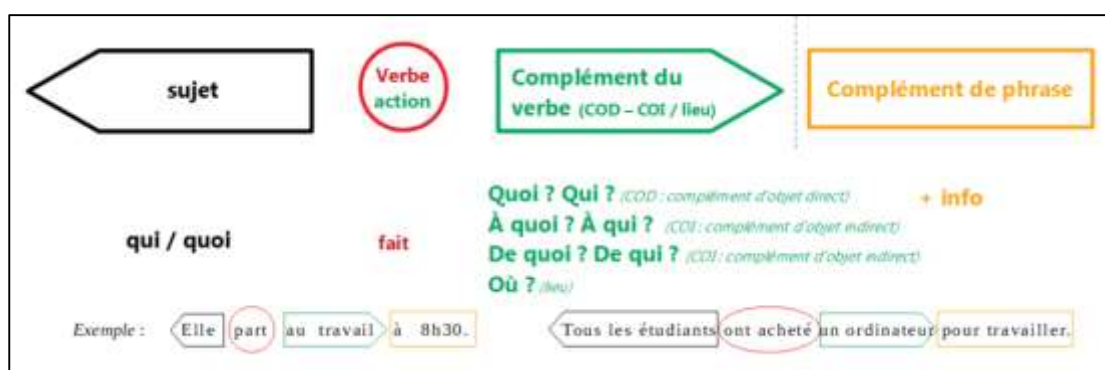 sujet
Verbe
action
Complément du
verbe (COD – COI / lieu)
Complément de phrase
qui / quoi
fait
Quoi ? Qui ? (COD : complément d'objet direct)
À quoi ? À qui ? (COI : complément d'objet indirect)
De quoi ? De qui ? (COI : complément d'objet indirect)
Où ? (lieu)
+ info
Exemple : Elle part au travail à 8h30.
Tous les étudiants ont acheté un ordinateur pour travailler.